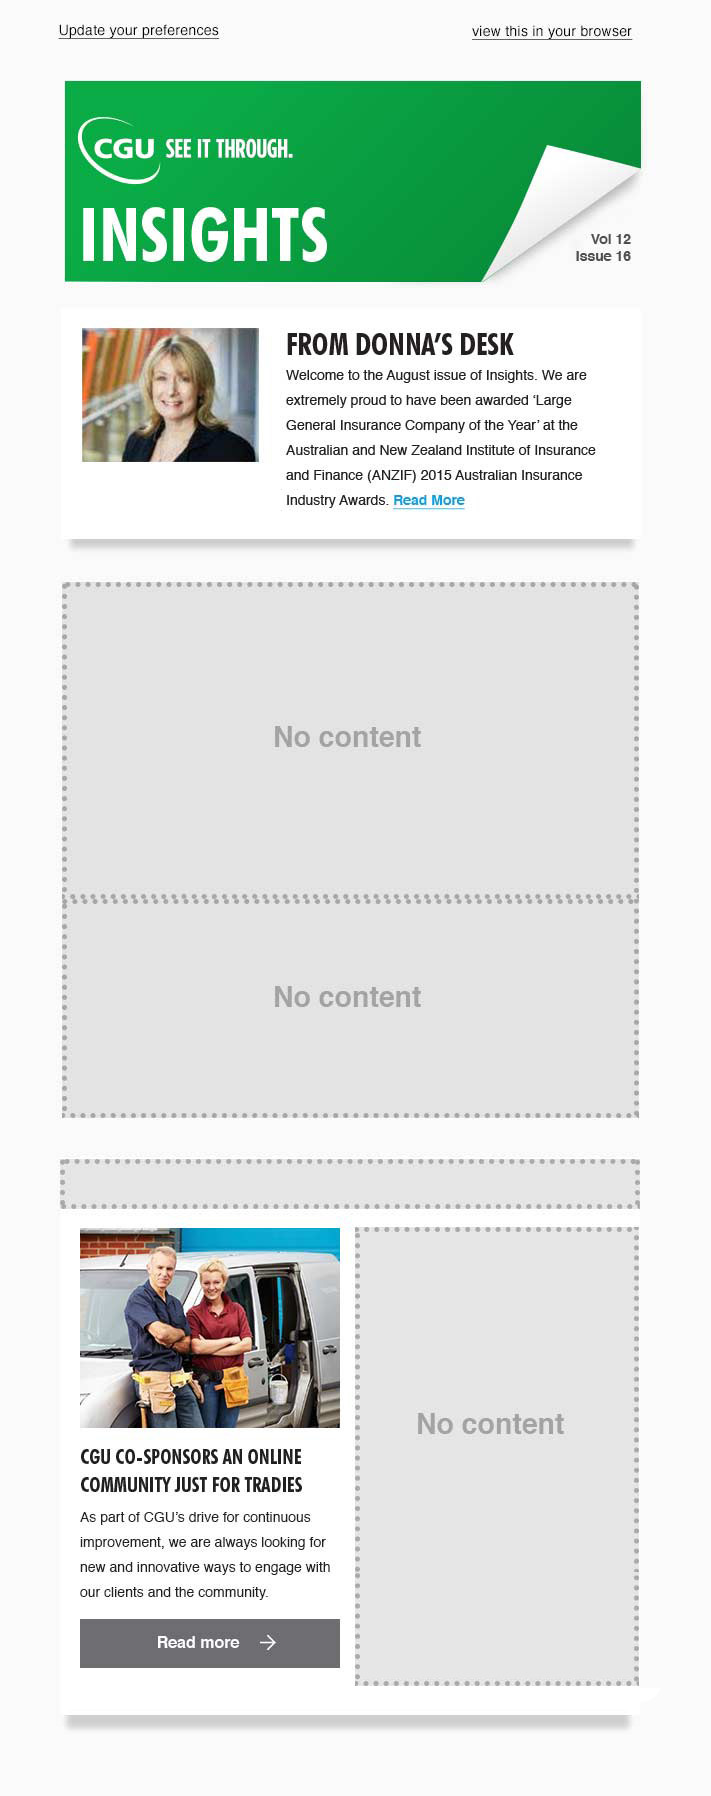 Update your preferences
view this in your browser
CGU SEE IT THROUGH.
INSIGHTS
Vol 12
Issue 16
FROM DONNA'S DESK
Welcome to the August issue of Insights. We are
extremely proud to have been awarded ‘Large
General Insurance Company of the Year’ at the
Australian and New Zealand Institute of Insurance
and Finance (ANZIF) 2015 Australian Insurance
Industry Awards. Read More
No content
No content
CGU CO-SPONSORS AN ONLINE
COMMUNITY JUST FOR TRADIES
As part of CGU’s drive for continuous
improvement, we are always looking for
new and innovative ways to engage with
our clients and the community.
Read more →
No content